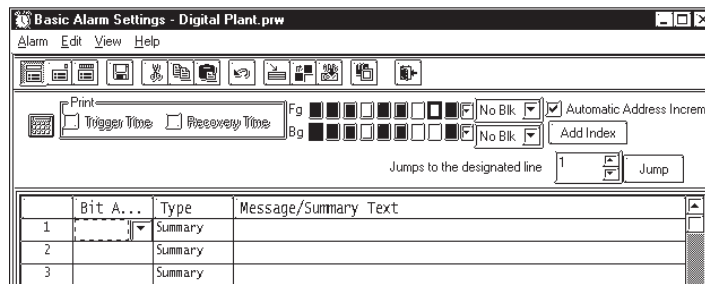 Basic Alarm Settings - Digital Plant.prw
Alarm Edit View Help
Print
Trigger Time Recovery Time
Fg No Blk Automatic Address Increm
Bg No Blk Add Index
Jumps to the designated line 1 Jump
Bit A... Type Message/Summary Text
1 Summary
2 Summary
3 Summary